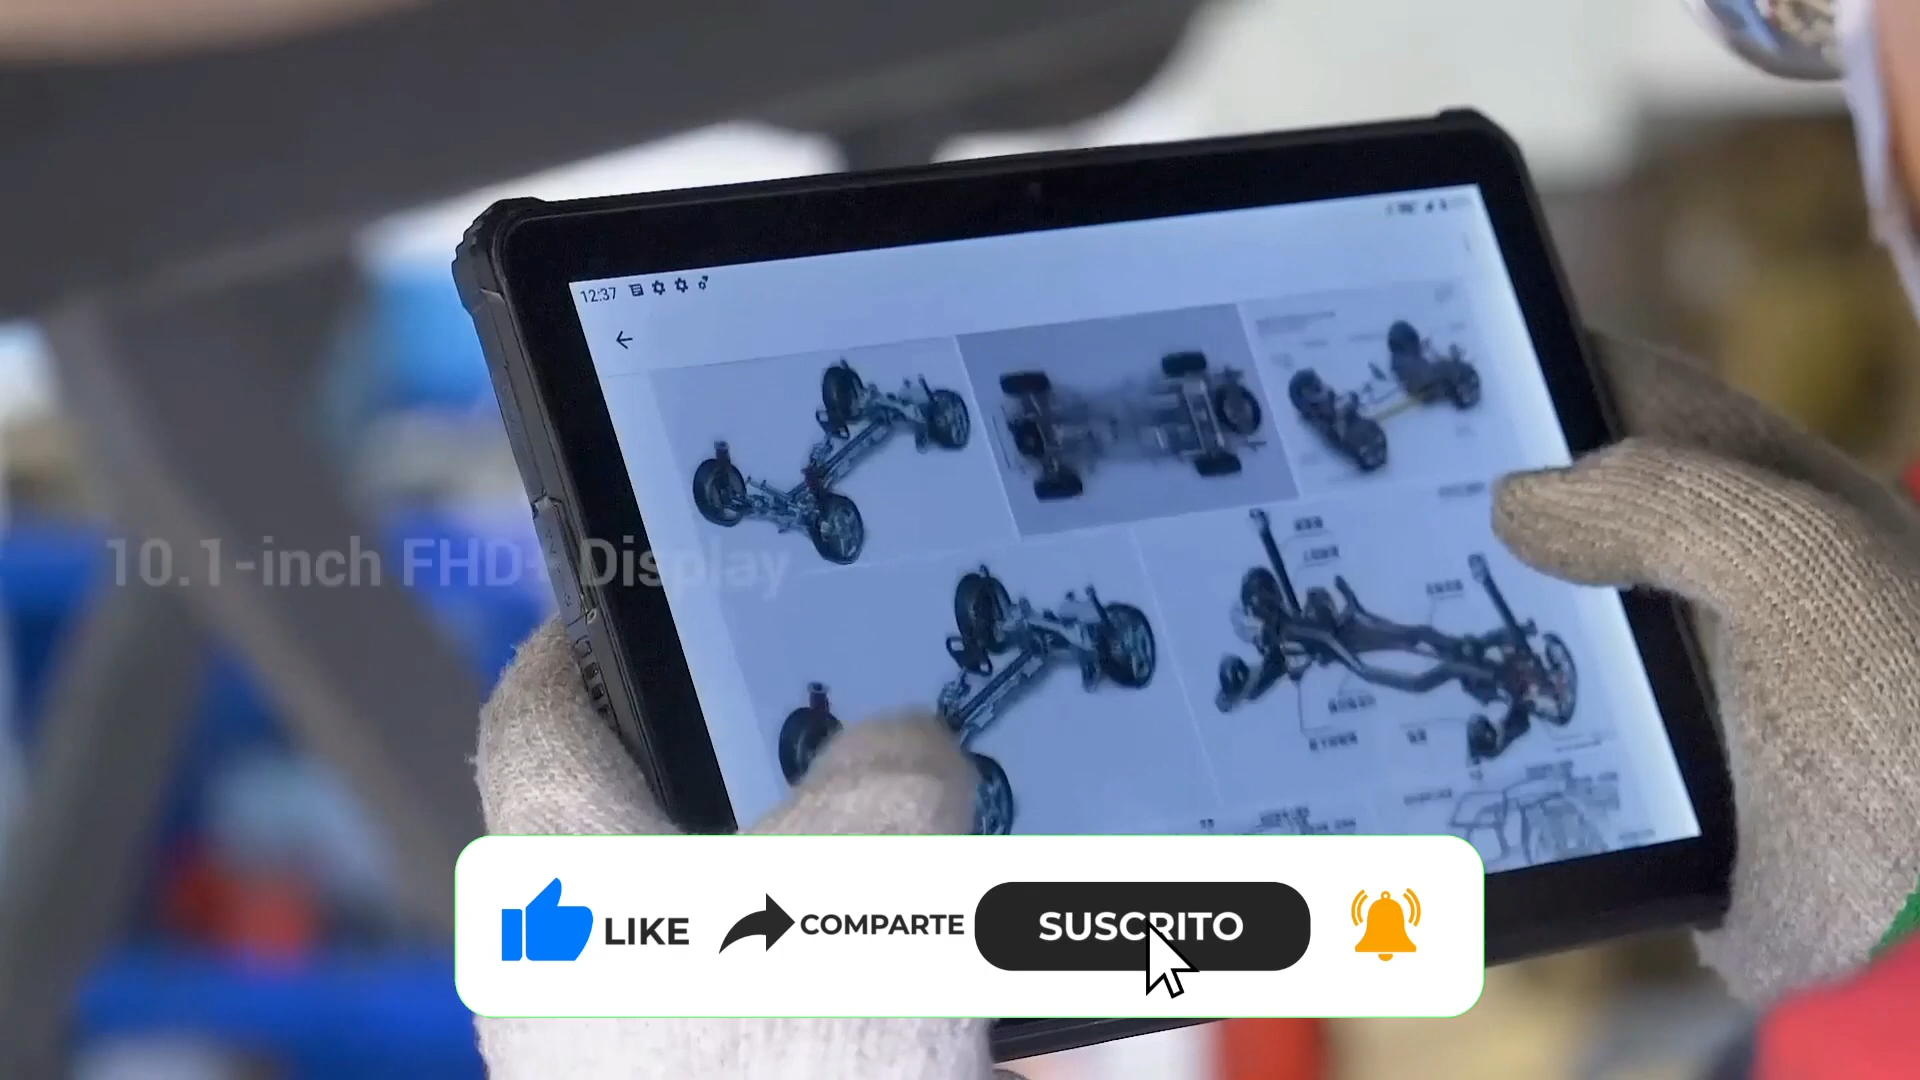 12:37
10.1-inch FHD+ Display
LIKE
COMPARTE
SUSCRITO